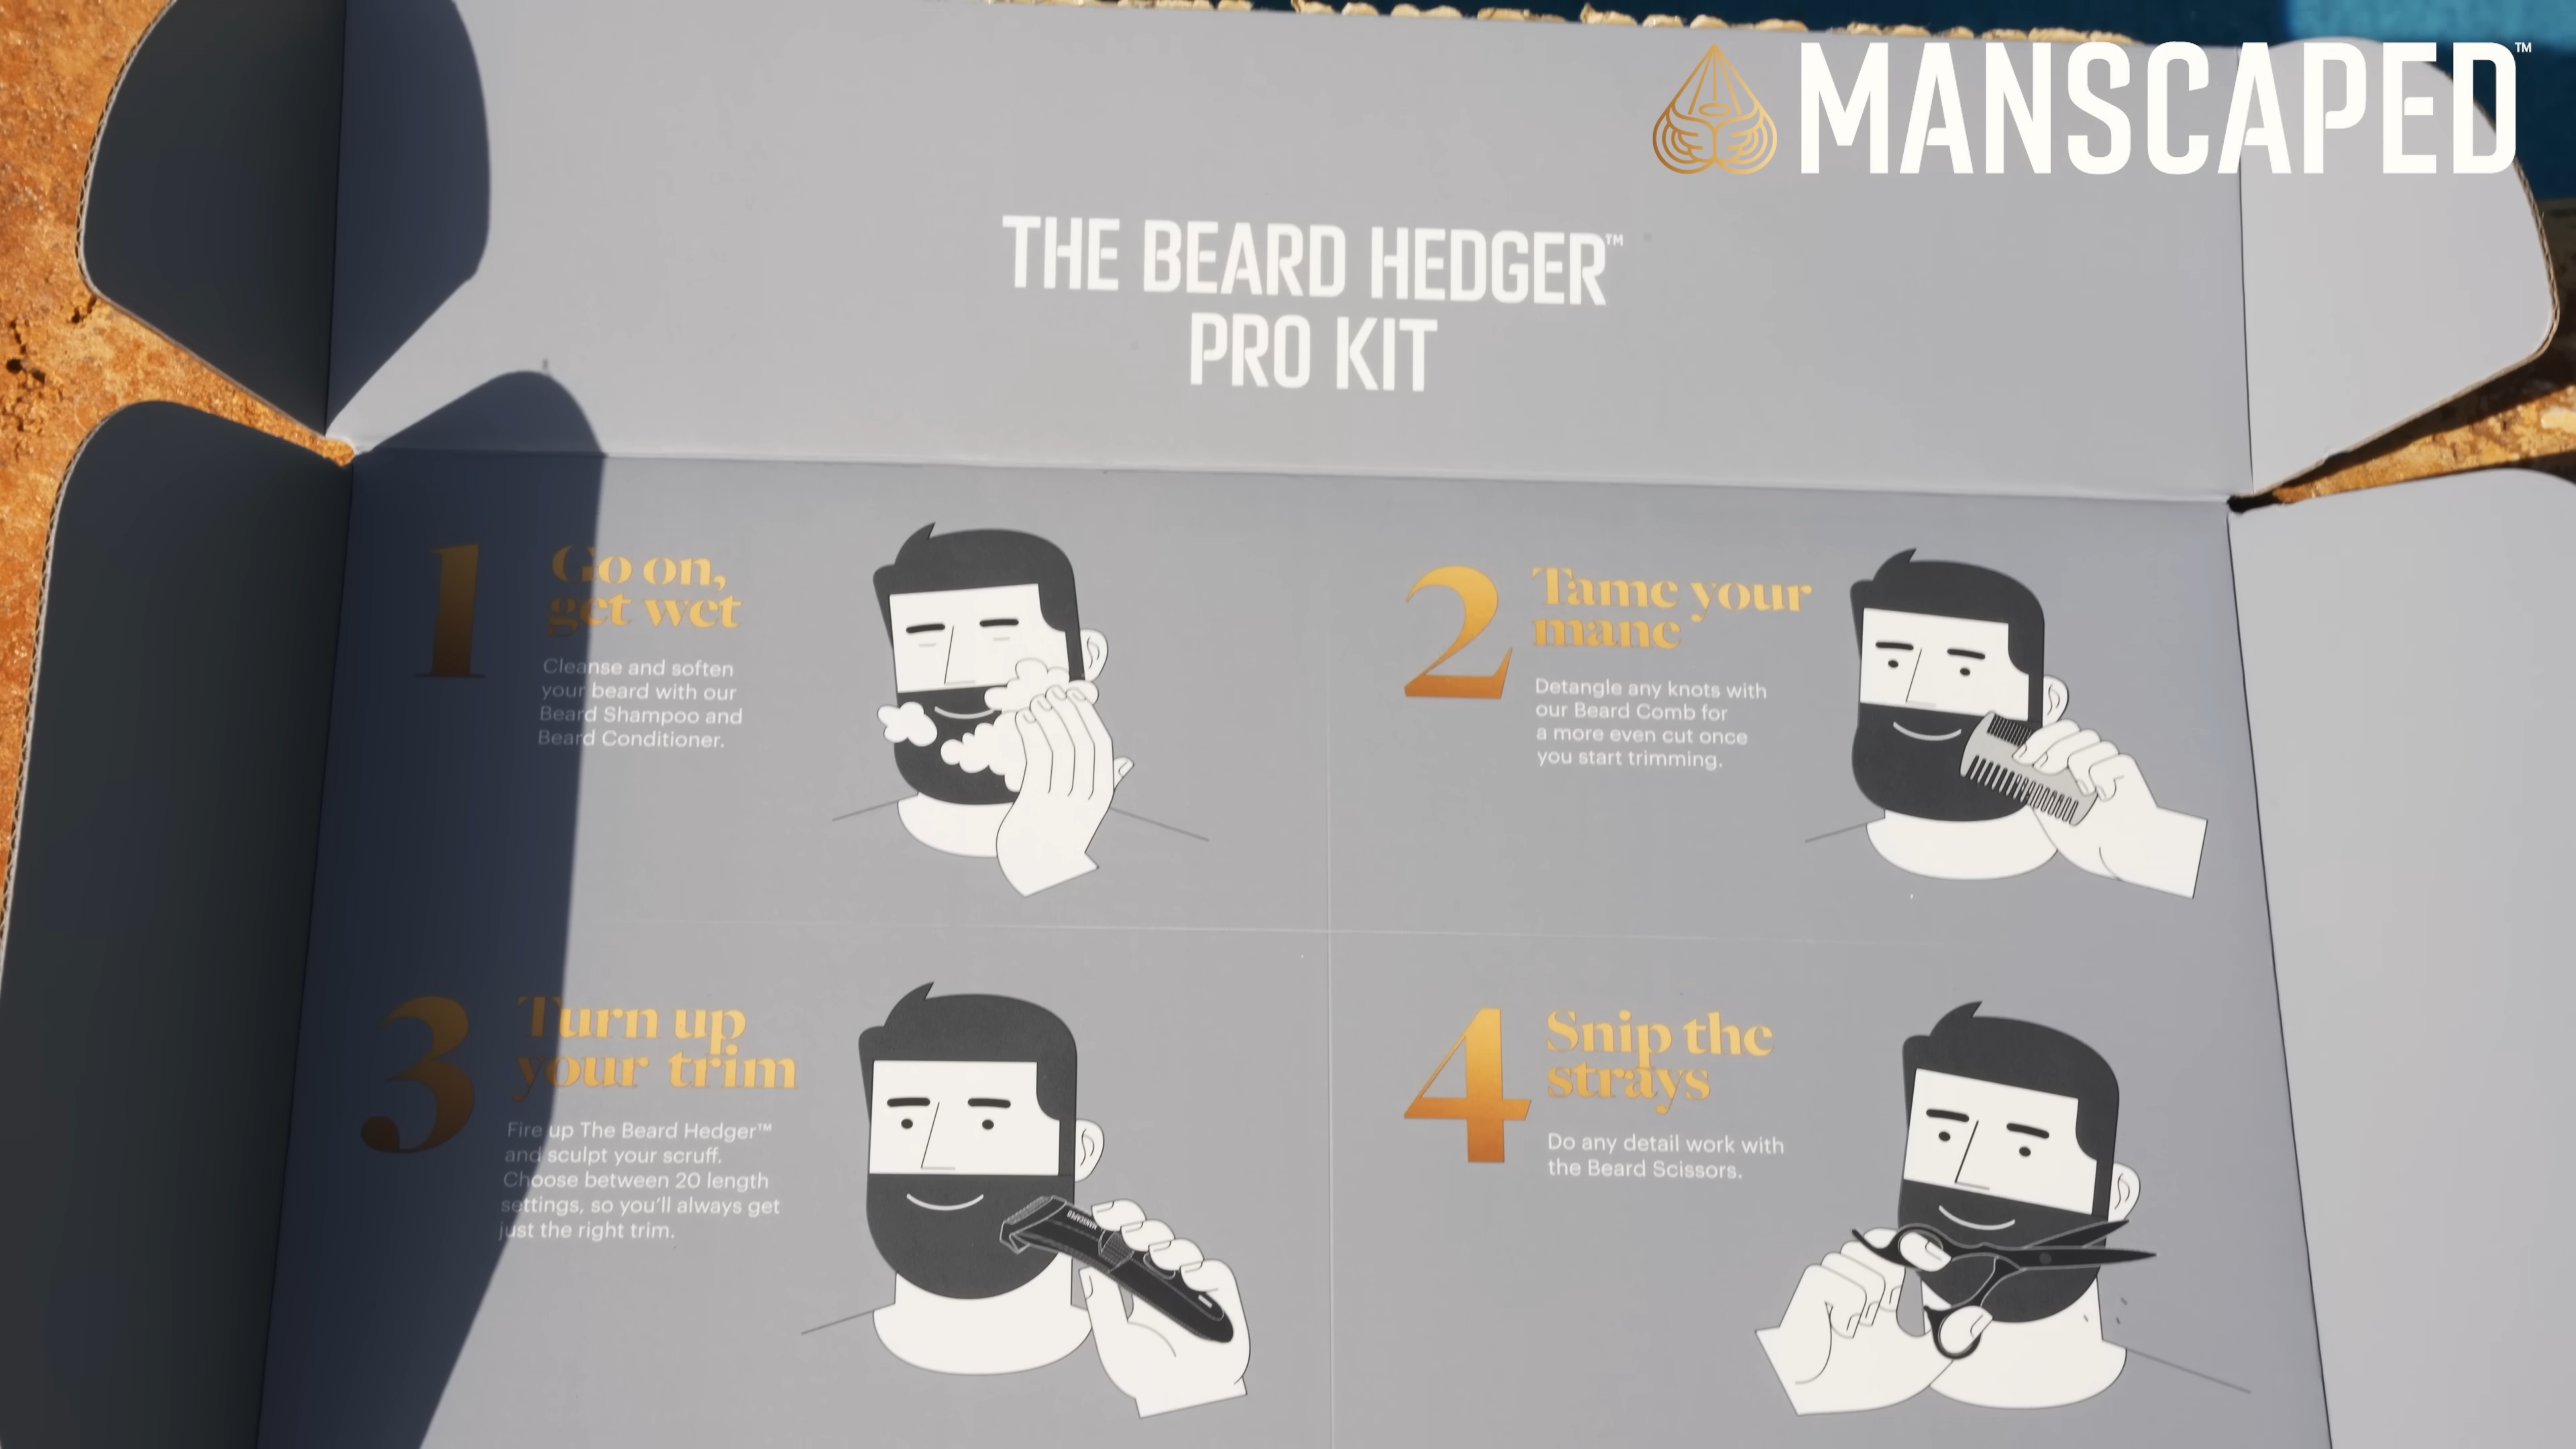 MANSCAPED™
THE BEARD HEDGER™
PRO KIT
1
Go on,
get wet
Cleanse and soften
your beard with our
Beard Shampoo and
Beard Conditioner.
2
Tame your
mane
Detangle any knots with
our Beard Comb for
a more even cut once
you start trimming.
3
Turn up
your trim
Fire up The Beard Hedger™
and sculpt your scruff.
Choose between 20 length
settings, so you'll always get
just the right trim.
MANSCAPED
4
Snip the
strays
Do any detail work with
the Beard Scissors.